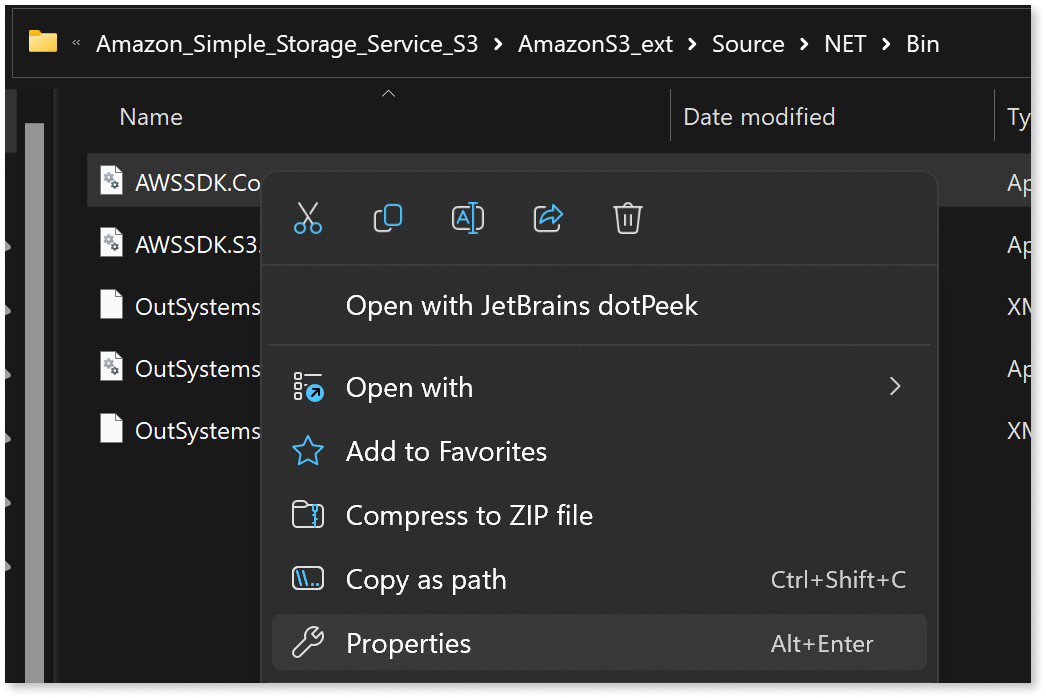 « Amazon_Simple_Storage_Service_S3 > AmazonS3_ext > Source > NET > Bin
Name Date modified Ty
AWSSDK.Co Ap
AWSSDK.S3. Ap
OutSystems XM
OutSystems Ap
OutSystems XM
Open with JetBrains dotPeek
Open with
Add to Favorites
Compress to ZIP file
Copy as path Ctrl+Shift+C
Properties Alt+Enter